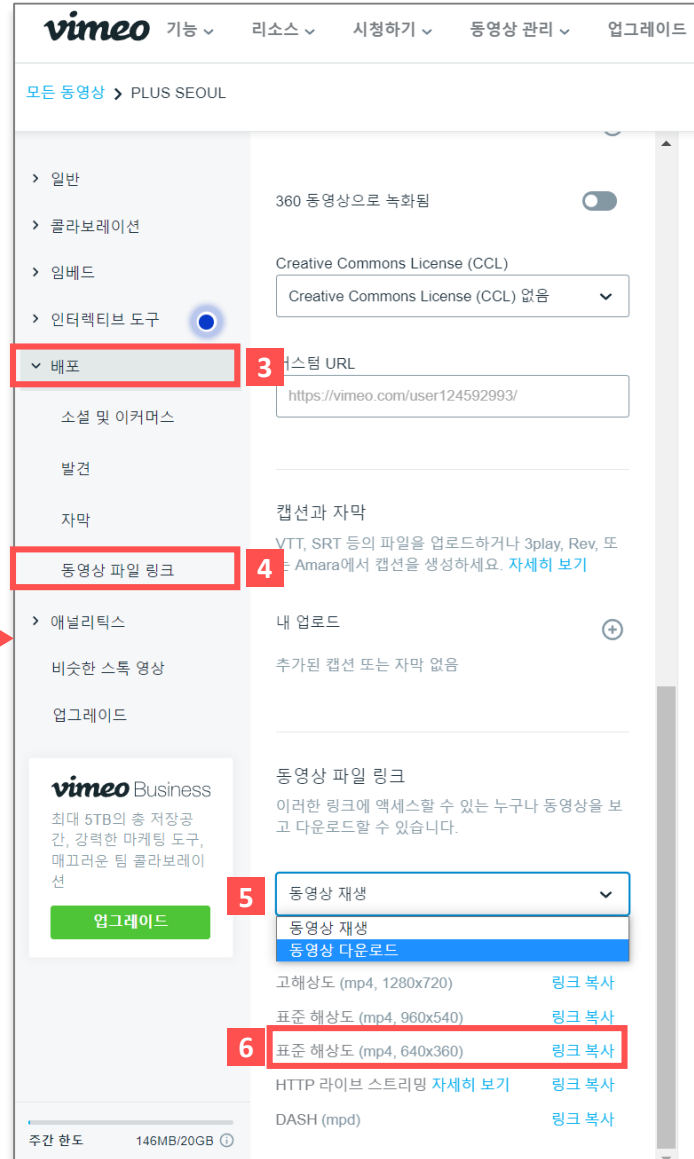 vimeo 기능 리소스 시청하기 동영상 관리 업그레이드
모든 동영상 > PLUS SEOUL
일반
콜라보레이션
임베드
인터렉티브 도구
배포
3
소셜 및 이커머스
발견
자막
동영상 파일 링크
4
애널리틱스
비슷한 스톡 영상
업그레이드
vimeo Business
최대 5TB의 총 저장공
간, 강력한 마케팅 도구,
매끄러운 팀 콜라보레이
션
업그레이드
주간 한도 146MB/20GB
360 동영상으로 녹화됨
Creative Commons License (CCL)
Creative Commons License (CCL) 없음
URL
https://vimeo.com/user124592993/
캡션과 자막
VTT, SRT 등의 파일을 업로드하거나 3play, Rev, 또
Amara에서 캡션을 생성하세요. 자세히 보기
내 업로드
추가된 캡션 또는 자막 없음
동영상 파일 링크
이러한 링크에 액세스할 수 있는 누구나 동영상을 보
고 다운로드할 수 있습니다.
5
동영상 재생
동영상 재생
동영상 다운로드
고해상도 (mp4, 1280x720) 링크 복사
표준 해상도 (mp4, 960x540) 링크 복사
6
표준 해상도 (mp4, 640x360) 링크 복사
HTTP 라이브 스트리밍 자세히 보기 링크 복사
DASH (mpd) 링크 복사